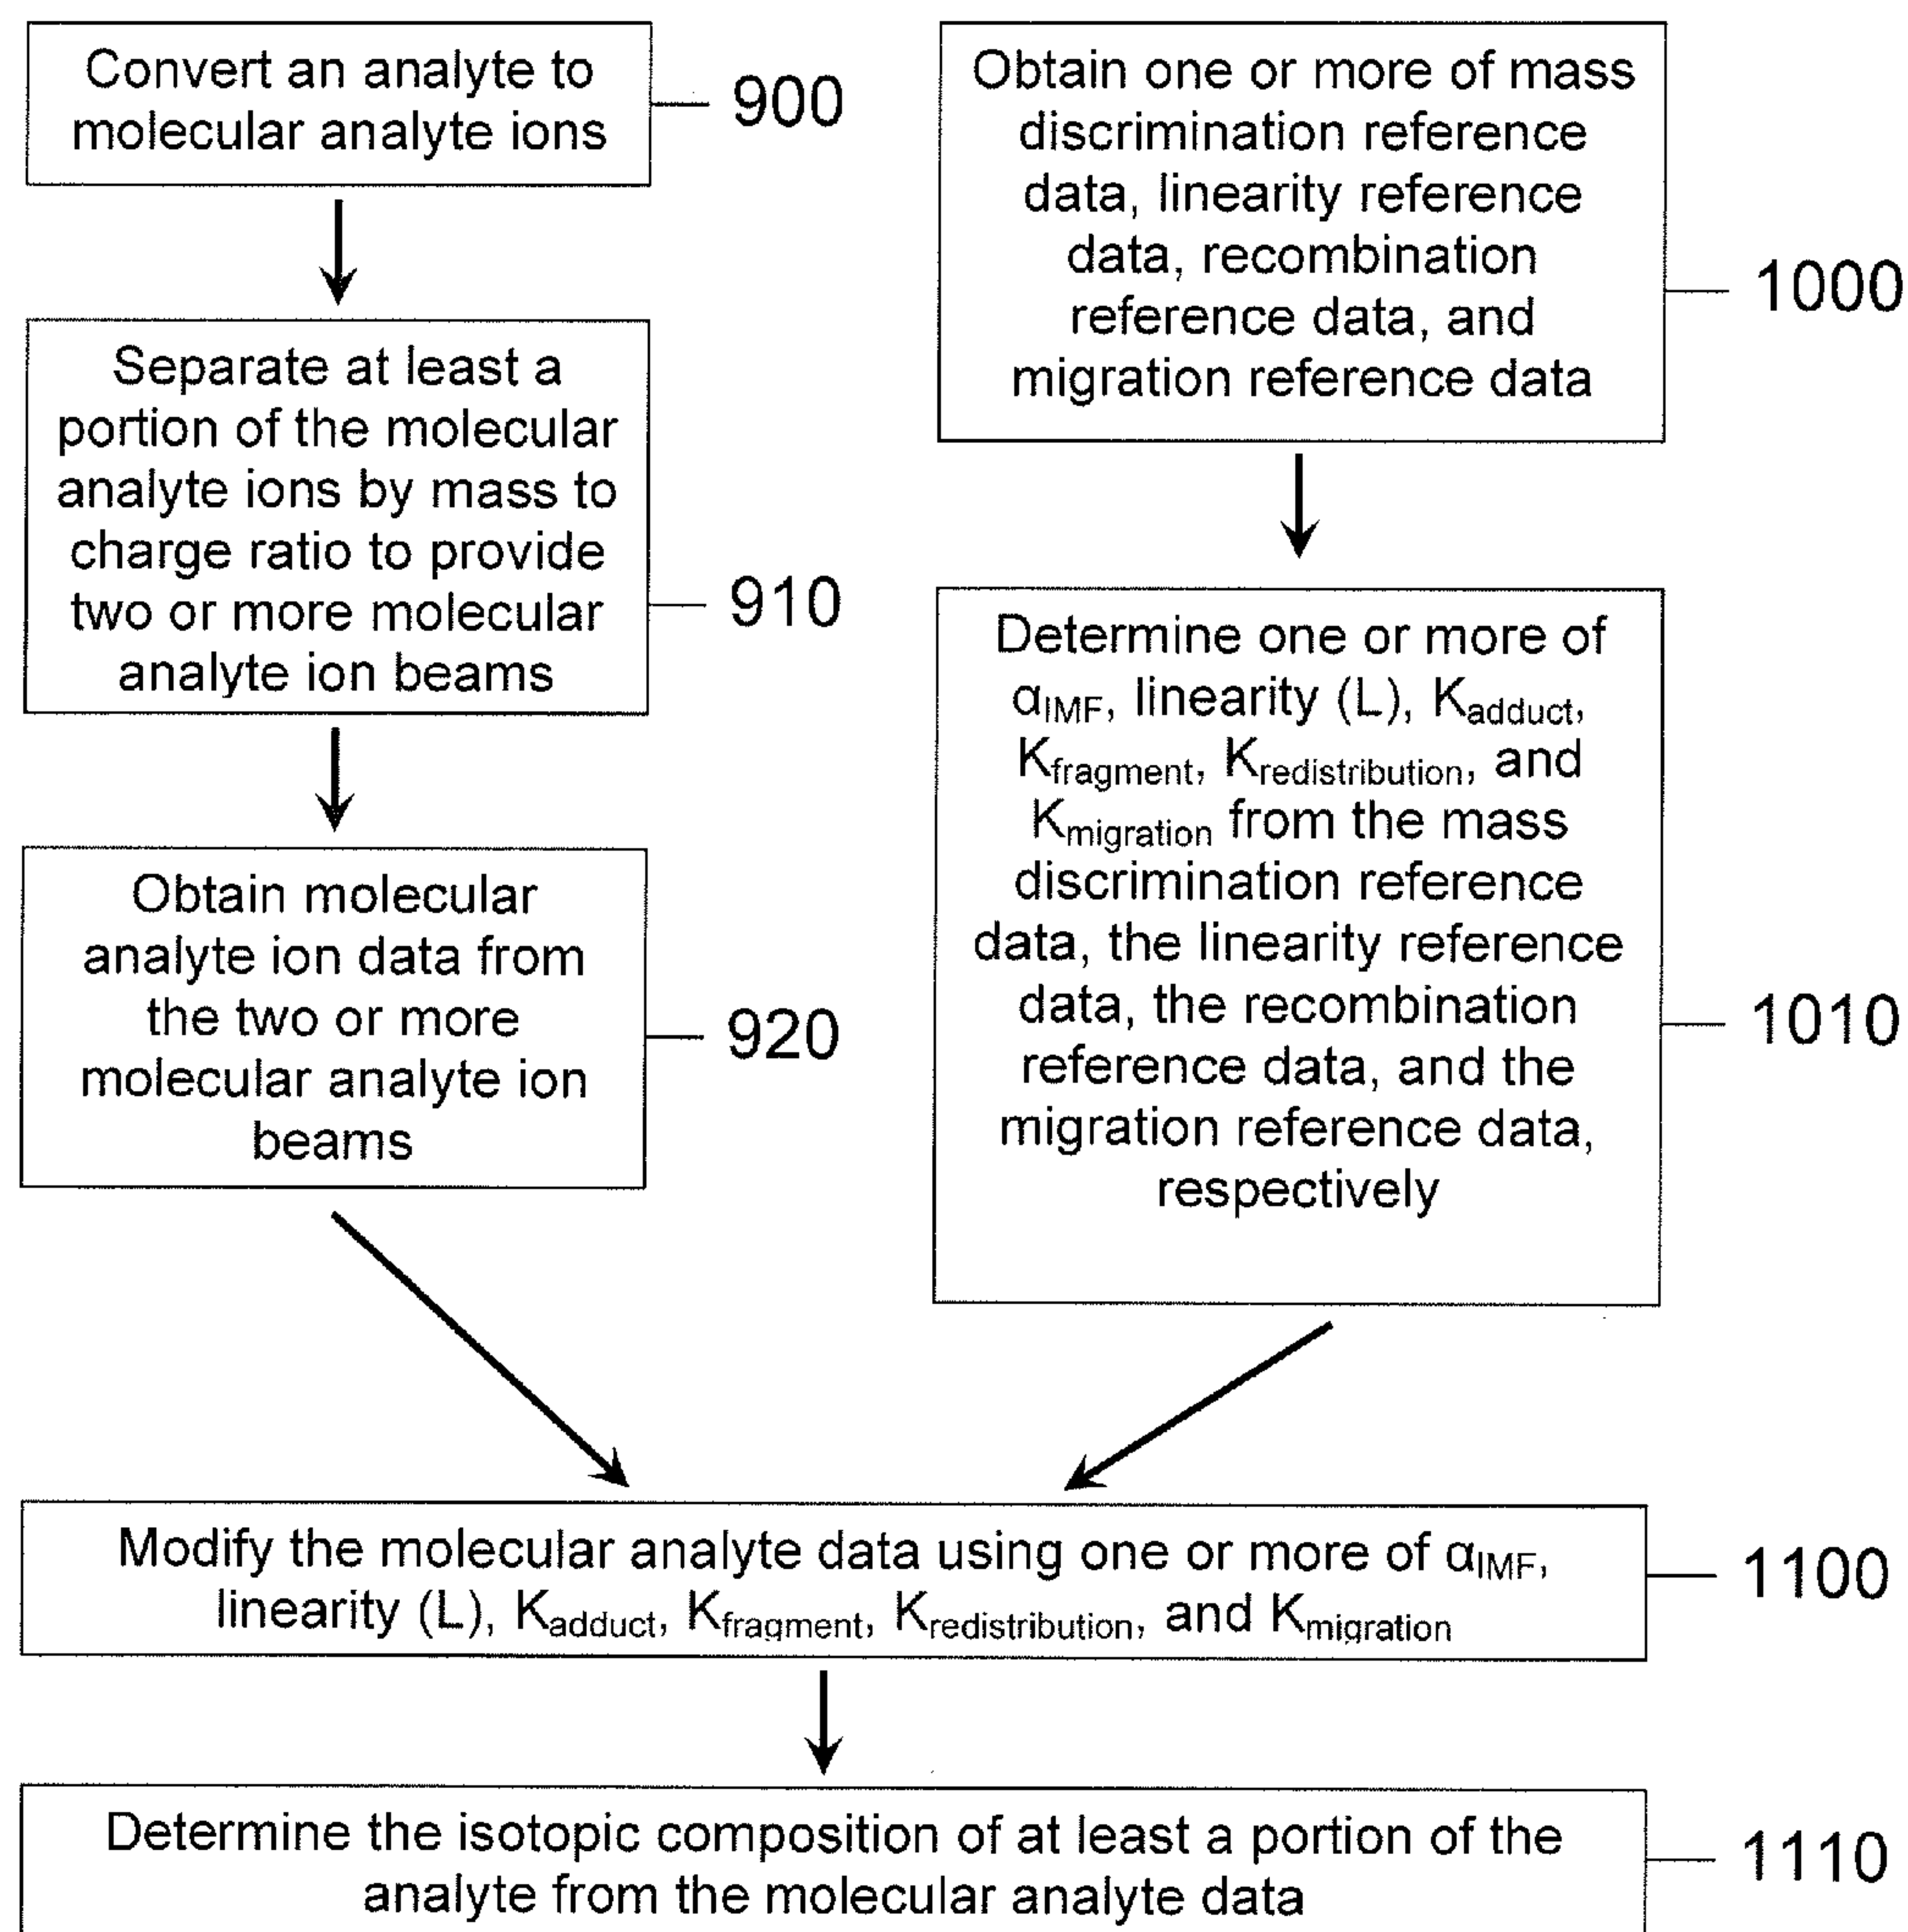 Convert an analyte to
molecular analyte ions
900
Separate at least a
portion of the molecular
analyte ions by mass to
charge ratio to provide
two or more molecular
analyte ion beams
910
Obtain molecular
analyte ion data from
the two or more
molecular analyte ion
beams
920
Obtain one or more of mass
discrimination reference
data, linearity reference
data, recombination
reference data, and
migration reference data
1000
Determine one or more of
αIMF, linearity (L), Kadduct,
Kfragment, Kredistribution, and
Kmigration from the mass
discrimination reference
data, the linearity reference
data, the recombination
reference data, and the
migration reference data,
respectively
1010
Modify the molecular analyte data using one or more of αIMF,
linearity (L), Kadduct, Kfragment, Kredistribution, and Kmigration
1100
Determine the isotopic composition of at least a portion of the
analyte from the molecular analyte data
1110